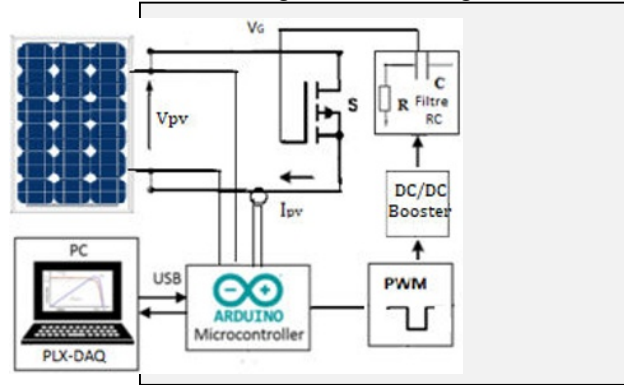 VG
S
Vpv
Ipv
C
R Filtre
RC
DC/DC
Booster
PWM
PC
USB
PLX-DAQ
ARDUINO
Microcontroller